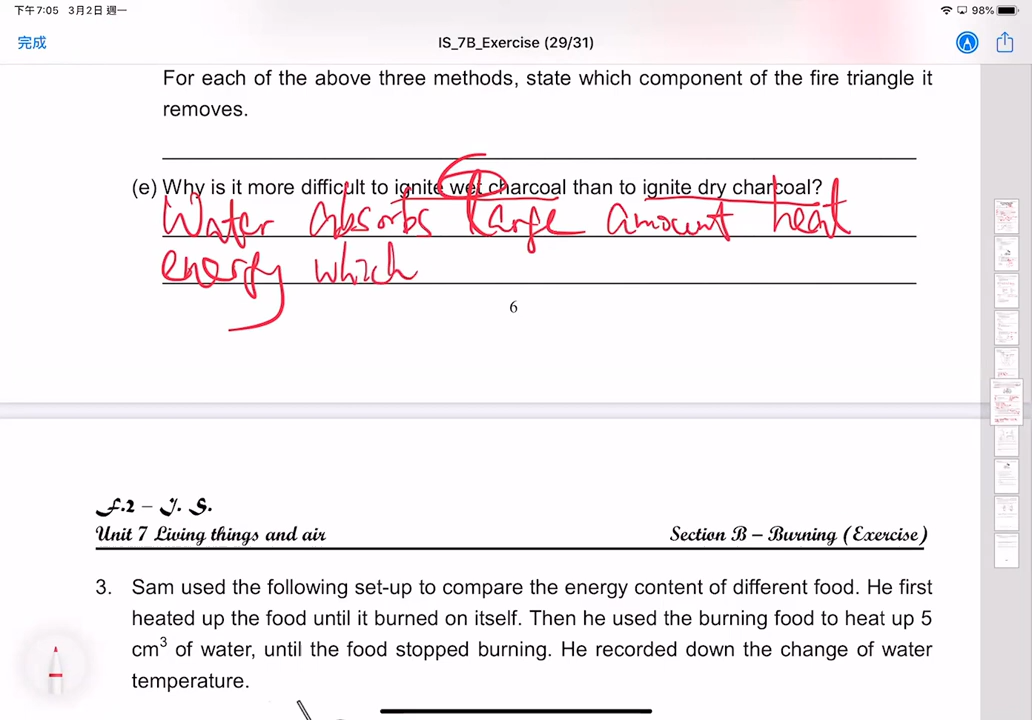 下午7:05 3月2日 週一
98%
完成
IS_7B_Exercise (29/31)
For each of the above three methods, state which component of the fire triangle it
removes.
(e) Why is it more difficult to ignite wet charcoal than to ignite dry charcoal?
Water absorbs large amount heat
energy which
6
F.2 – I. S.
Unit 7 Living things and air
Section B – Burning (Exercise)
3. Sam used the following set-up to compare the energy content of different food. He first
heated up the food until it burned on itself. Then he used the burning food to heat up 5
cm³ of water, until the food stopped burning. He recorded down the change of water
temperature.